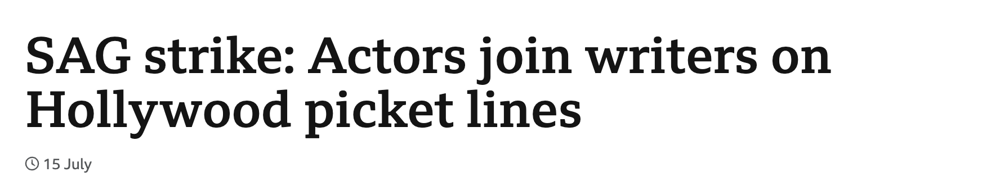 SAG strike: Actors join writers on
Hollywood picket lines
15 July